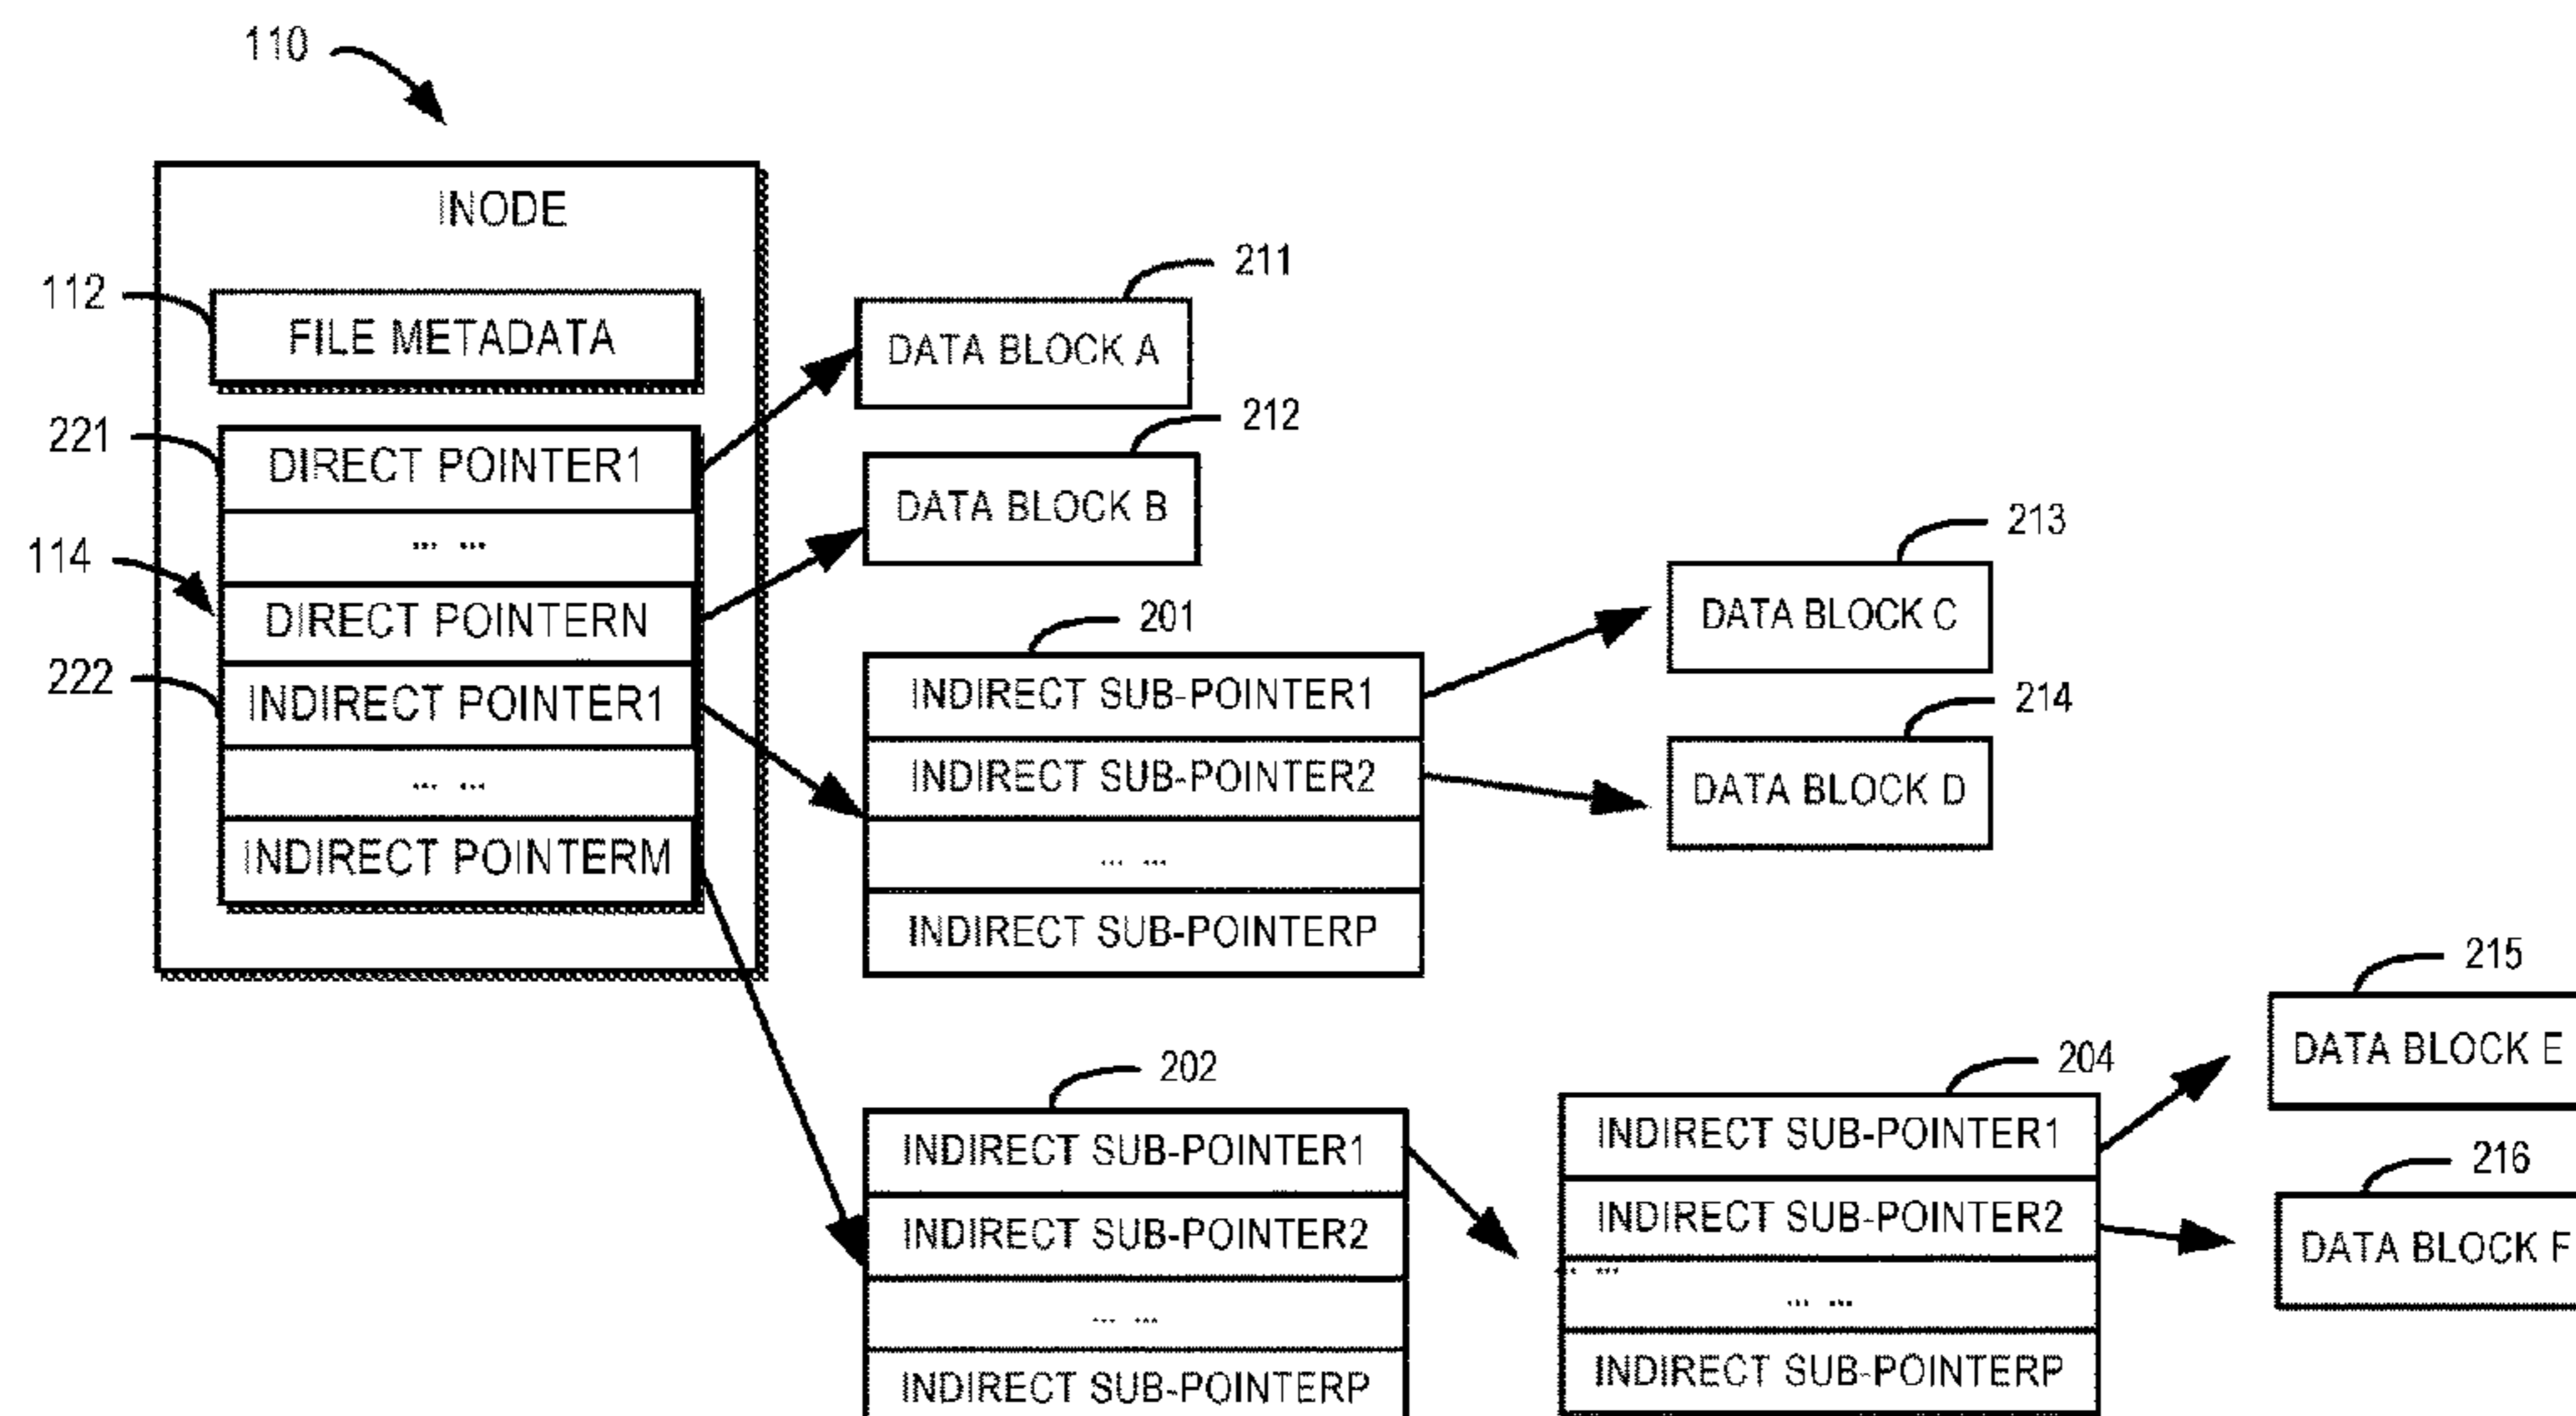 110
INODE
112
FILE METADATA
221
DIRECT POINTER1
... ...
114
DIRECT POINTERN
222
INDIRECT POINTER1
... ...
INDIRECT POINTERM
211
DATA BLOCK A
212
DATA BLOCK B
201
INDIRECT SUB-POINTER1
INDIRECT SUB-POINTER2
... ...
INDIRECT SUB-POINTERP
213
DATA BLOCK C
214
DATA BLOCK D
202
INDIRECT SUB-POINTER1
INDIRECT SUB-POINTER2
... ...
INDIRECT SUB-POINTERP
204
INDIRECT SUB-POINTER1
INDIRECT SUB-POINTER2
... ...
... ...
INDIRECT SUB-POINTERP
215
DATA BLOCK E
216
DATA BLOCK F